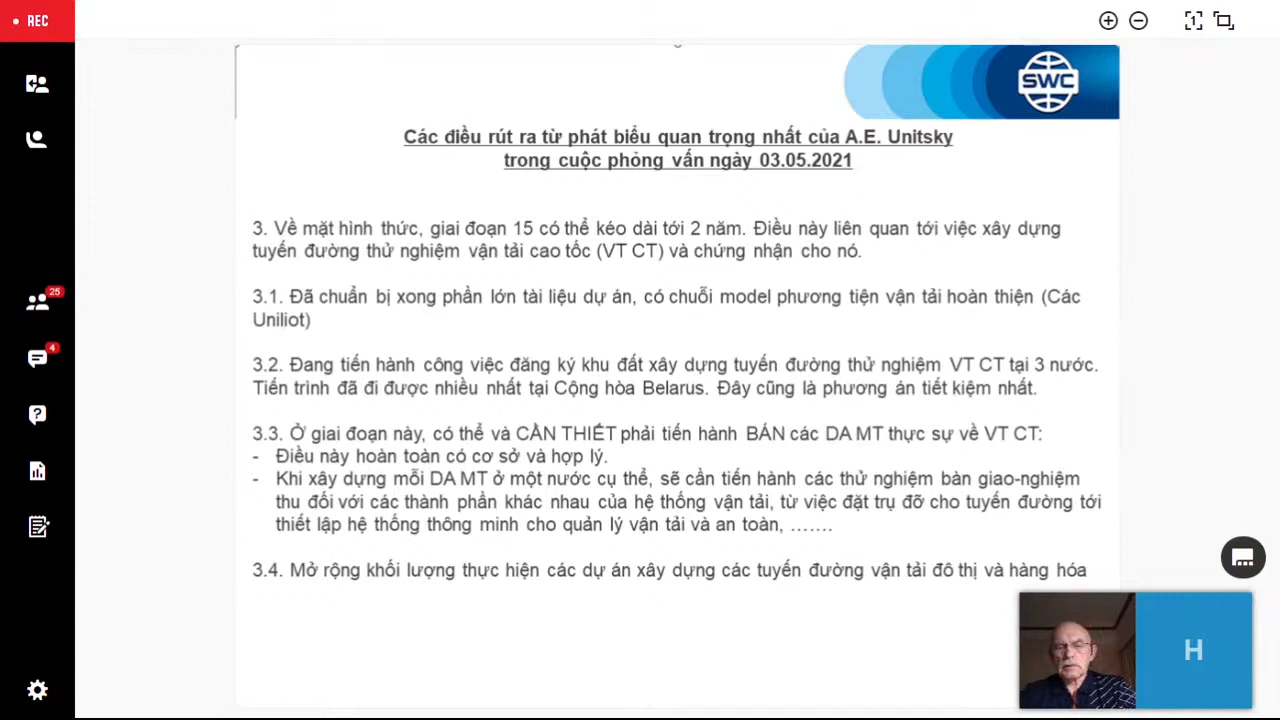 REC
1
SWC
Các điều rút ra từ phát biểu quan trọng nhất của A.E. Unitsky
trong cuộc phỏng vấn ngày 03.05.2021
3. Về mặt hình thức, giai đoạn 15 có thể kéo dài tới 2 năm. Điều này liên quan tới việc xây dựng
tuyến đường thử nghiệm vận tải cao tốc (VT CT) và chứng nhận cho nó.
3.1. Đã chuẩn bị xong phần lớn tài liệu dự án, có chuỗi model phương tiện vận tải hoàn thiện (Các
Uniliot)
25
4
3.2. Đang tiến hành công việc đăng ký khu đất xây dựng tuyến đường thử nghiệm VT CT tại 3 nước.
Tiến trình đã đi được nhiều nhất tại Cộng hòa Belarus. Đây cũng là phương án tiết kiệm nhất.
3.3. Ở giai đoạn này, có thể và CẦN THIẾT phải tiến hành BÁN các DA MT thực sự về VT CT:
- Điều này hoàn toàn có cơ sở và hợp lý.
- Khi xây dựng mỗi DA MT ở một nước cụ thể, sẽ cần tiến hành các thử nghiệm bàn giao-nghiệm
thu đối với các thành phần khác nhau của hệ thống vận tải, từ việc đặt trụ đỡ cho tuyến đường tới
thiết lập hệ thống thông minh cho quản lý vận tải và an toàn, .......
3.4. Mở rộng khối lượng thực hiện các dự án xây dựng các tuyến đường vận tải đô thị và hàng hóa
H